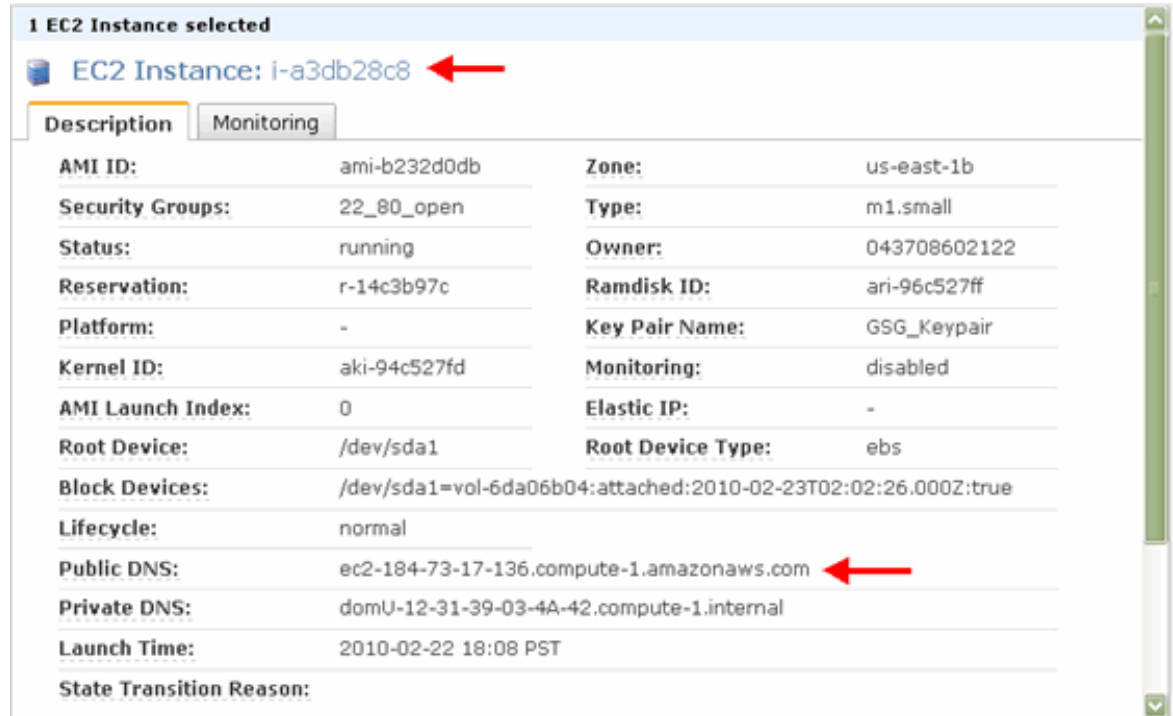 1 EC2 Instance selected
EC2 Instance: i-a3db28c8
Description Monitoring
AMI ID: ami-b232d0db Zone: us-east-1b
Security Groups: 22_80_open Type: m1.small
Status: running Owner: 043708602122
Reservation: r-14c3b97c Ramdisk ID: ari-96c527ff
Platform: - Key Pair Name: GSG_Keypair
Kernel ID: aki-94c527fd Monitoring: disabled
AMI Launch Index: 0 Elastic IP: -
Root Device: /dev/sda1 Root Device Type: ebs
Block Devices: /dev/sda1=vol-6da06b04:attached:2010-02-23T02:02:26.000Z:true
Lifecycle: normal
Public DNS: ec2-184-73-17-136.compute-1.amazonaws.com
Private DNS: domU-12-31-39-03-4A-42.compute-1.internal
Launch Time: 2010-02-22 18:08 PST
State Transition Reason: